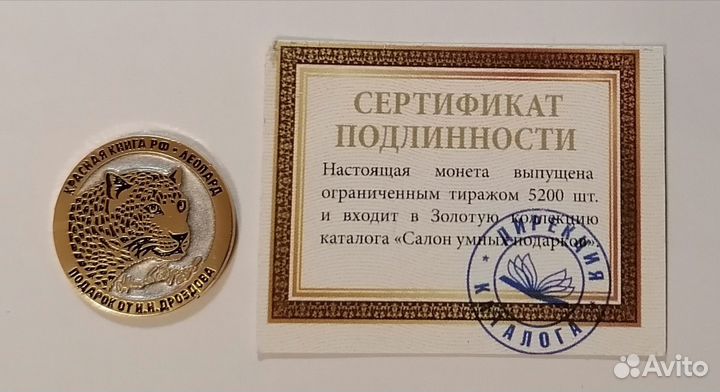 КРАСНАЯ КНИГА РФ - ЛЕОПАРД
ПОДАРОК ОТ Н.Н. ДРОЗДОВА
СЕРТИФИКАТ
ПОДЛИННОСТИ
Настоящая монета выпущена
ограниченным тиражом 5200 шт.
и входит в Золотую коллекцию
каталога «Салон умных подарков».
ДИРЕКЦИЯ
КАТАЛОГА
Avito